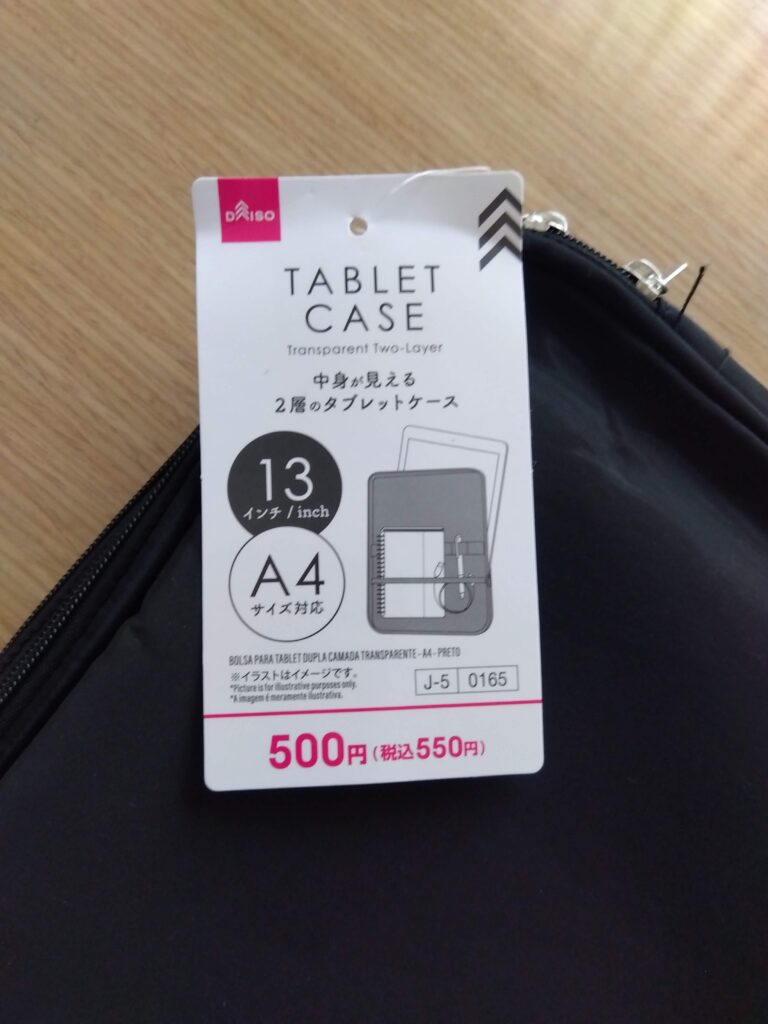 DAISO
TABLET
CASE
Transparent Two-Layer
中身が見える
2層のタブレットケース
13
インチ / inch
A4
サイズ対応
BOLSA PARA TABLET DUPLA CAMADA TRANSPARENTE - A4 - PRETO
※イラストはイメージです。
*Picture is for illustrative purposes only.
*A imagem é meramente ilustrativa.
J-5 0165
500円(税込550円)